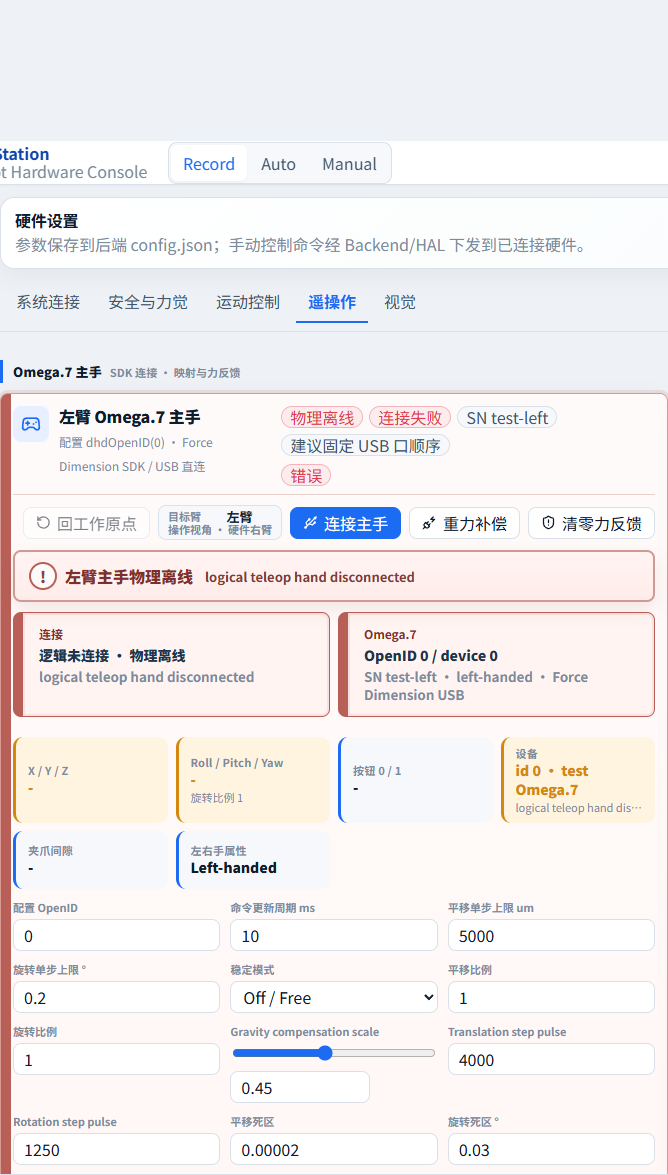 Station
ot Hardware Console
Record Auto Manual
硬件设置
参数保存到后端 config.json；手动控制命令经 Backend/HAL 下发到已连接硬件。
系统连接 安全与力觉 运动控制 遥操作 视觉
Omega.7 主手 SDK 连接 • 映射与力反馈
左臂 Omega.7 主手
配置 dhdOpenID(0) • Force
Dimension SDK / USB 直连
物理离线 连接失败 SN test-left
建议固定 USB 口顺序
错误
回工作原点
目标臂 左臂
操作视角 • 硬件右臂
连接主手
重力补偿
清零力反馈
左臂主手物理离线 logical teleop hand disconnected
连接
逻辑未连接 • 物理离线
logical teleop hand disconnected
Omega.7
OpenID 0 / device 0
SN test-left • left-handed • Force
Dimension USB
X / Y / Z
-
Roll / Pitch / Yaw
-
旋转比例 1
按钮 0 / 1
-
设备
id 0 • test
Omega.7
logical teleop hand dis…
夹爪间隙
-
左右手属性
Left-handed
配置 OpenID 命令更新周期 ms 平移单步上限 um
0 10 5000
旋转单步上限 ° 稳定模式 平移比例
0.2 Off / Free 1
旋转比例 Gravity compensation scale Translation step pulse
1 4000
0.45
Rotation step pulse 平移死区 旋转死区 °
1250 0.00002 0.03